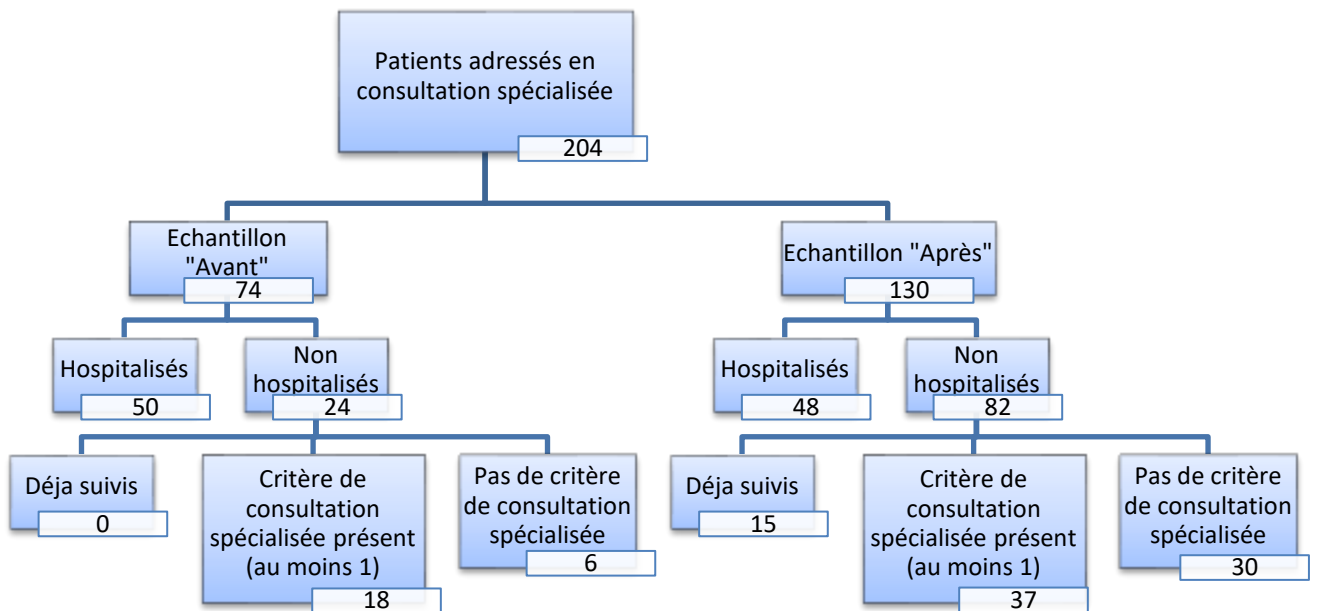 Patients adressés en
consultation spécialisée
204
Echantillon
"Avant"
74
Echantillon "Après"
130
Hospitalisés
50
Non
hospitalisés
24
Hospitalisés
48
Non
hospitalisés
82
Déja suivis
0
Critère de
consultation
spécialisée présent
(au moins 1)
18
Pas de critère
de consultation
spécialisée
6
Déja suivis
15
Critère de
consultation
spécialisée présent
(au moins 1)
37
Pas de critère
de consultation
spécialisée
30